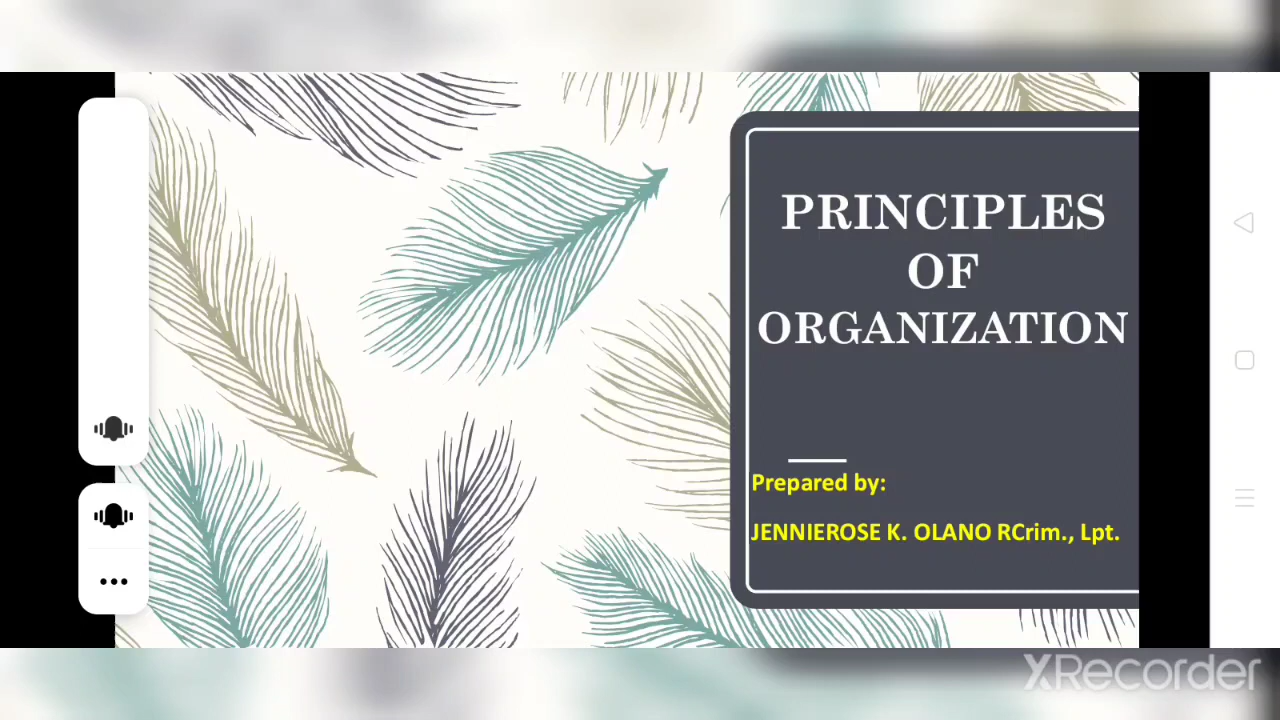 PRINCIPLES
OF
ORGANIZATION
Prepared by:
JENNIEROSE K. OLANO RCrim., Lpt.
XRecorder